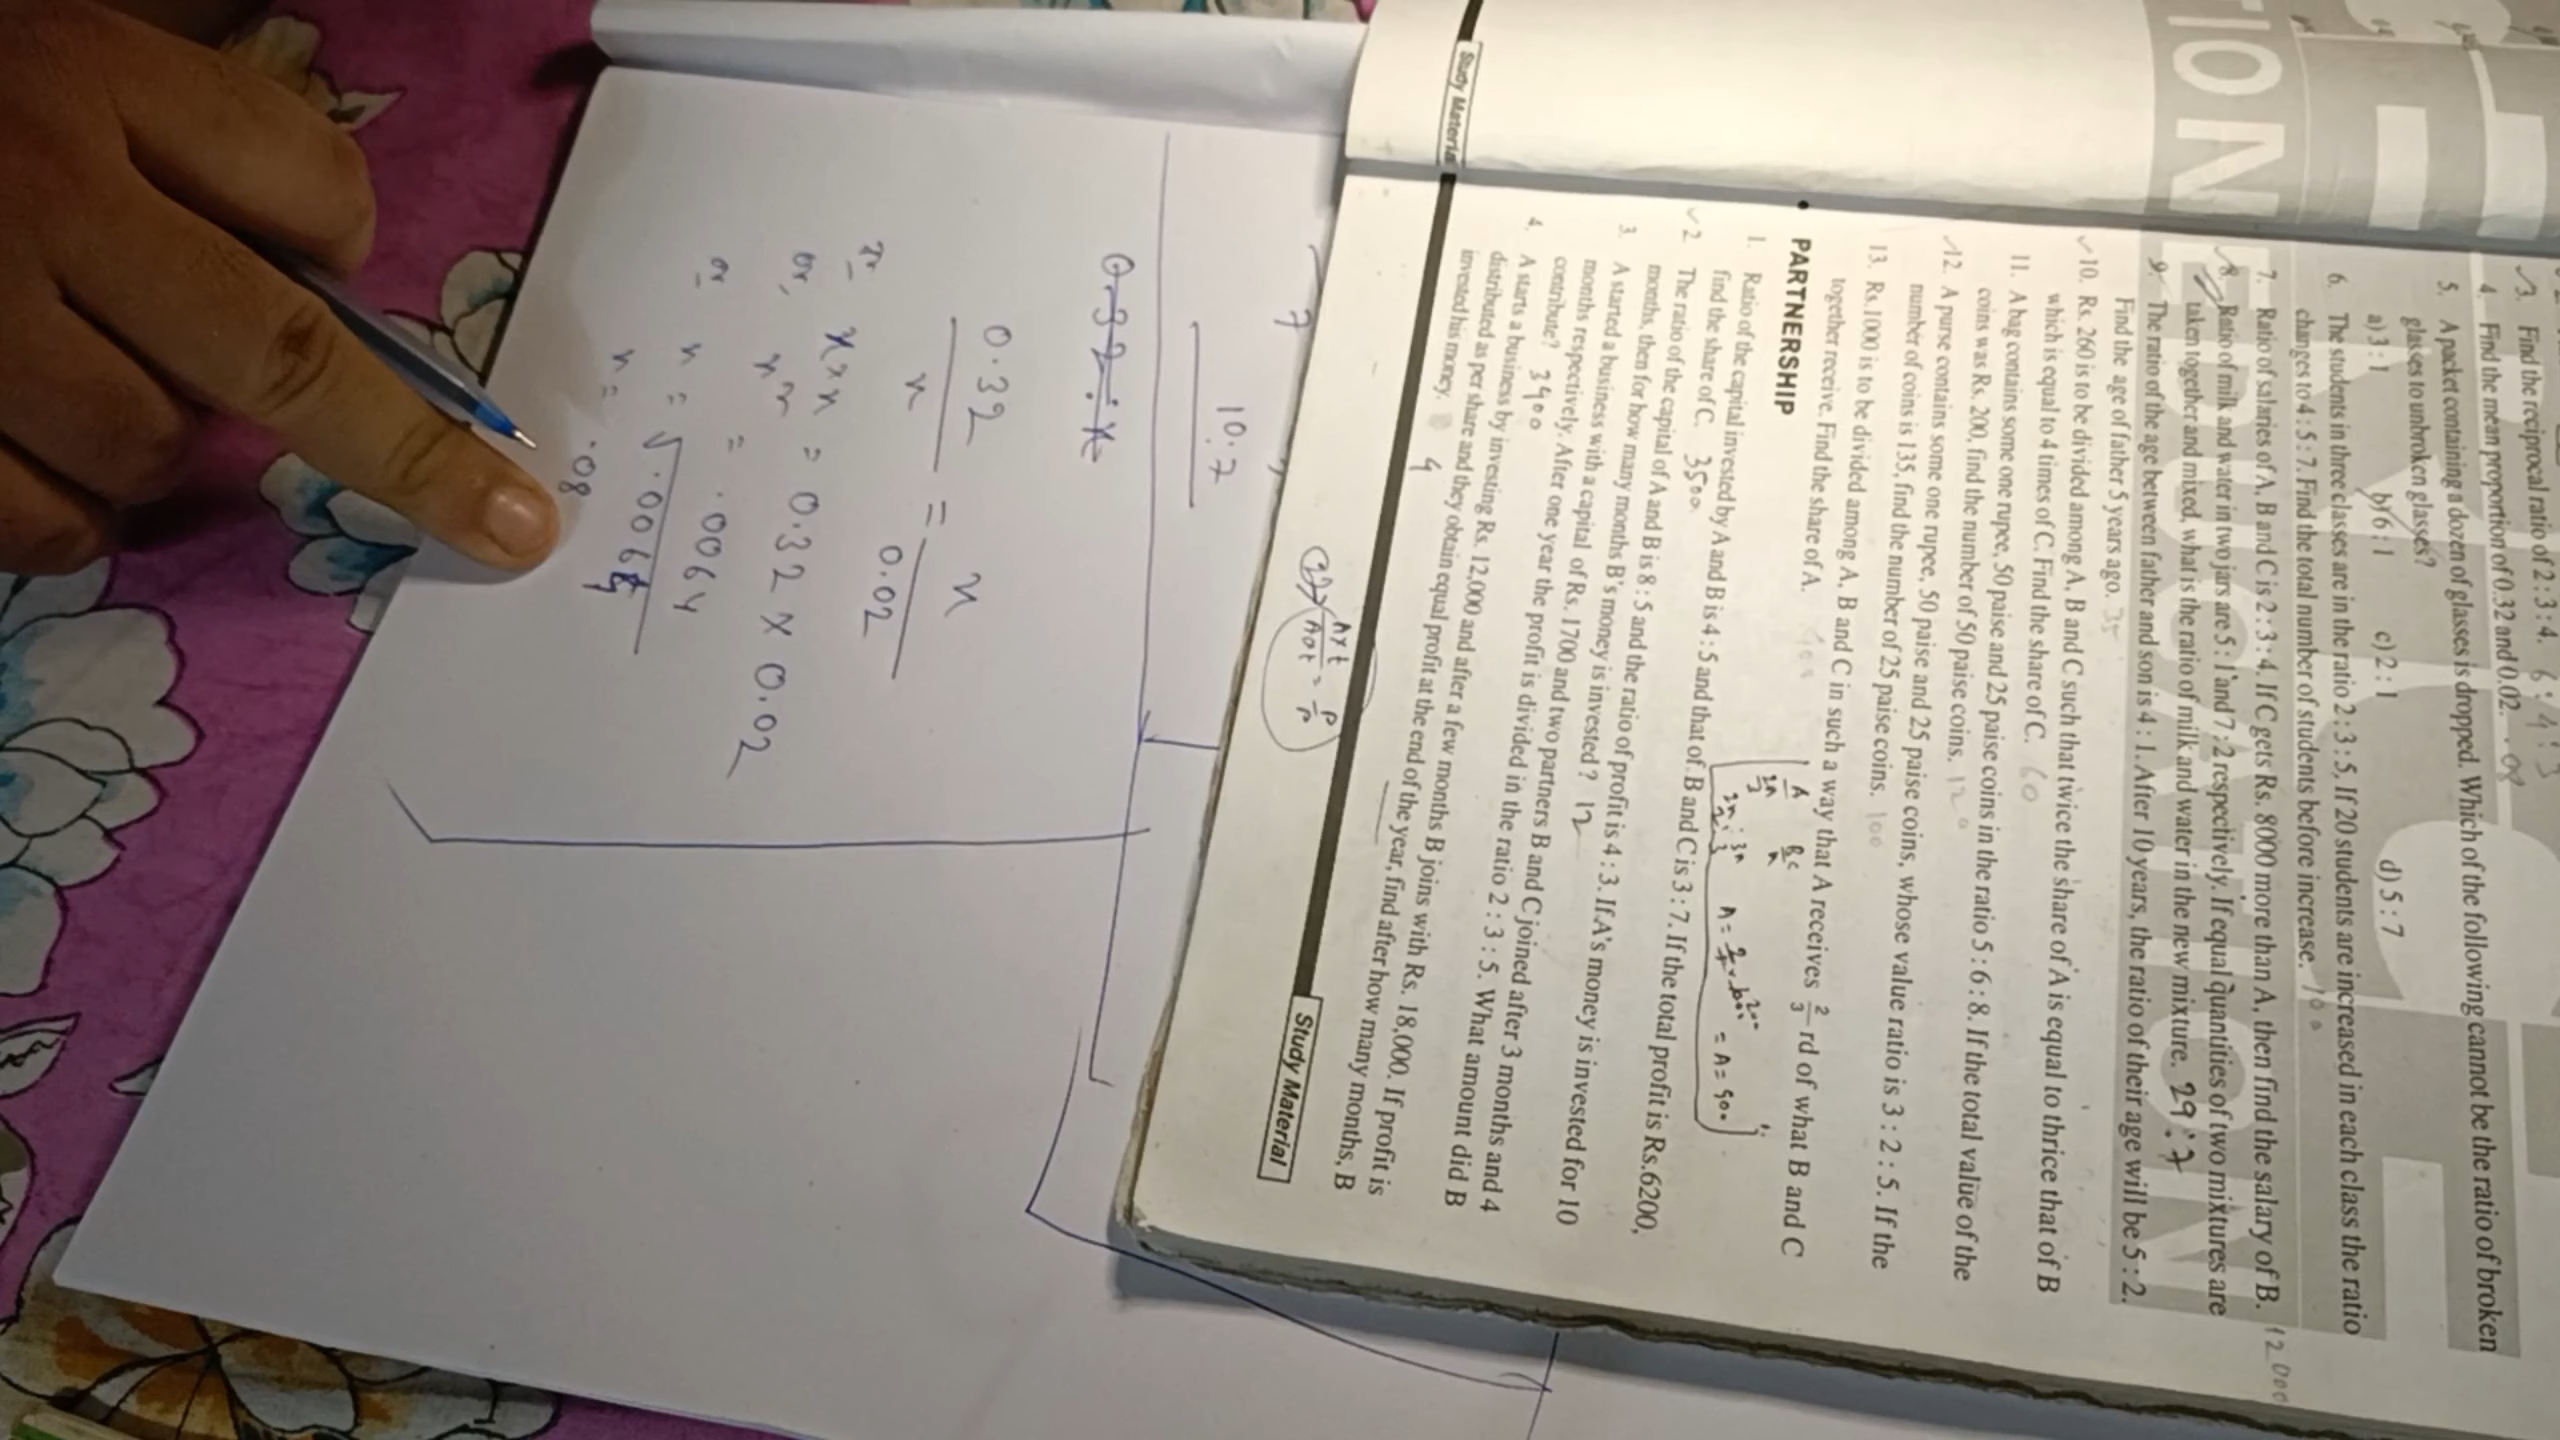 3. Find the reciprocal ratio of 2 : 3 : 4. 6 : 4 : 3
4. Find the mean proportion of 0.32 and 0.02. .08
5. A packet containing a dozen of glasses is dropped. Which of the following cannot be the ratio of broken
glasses to unbroken glasses?
a) 3 : 1 b) 6 : 1 c) 2 : 1 d) 5 : 7
6. The students in three classes are in the ratio 2 : 3 : 5. If 20 students are increased in each class the ratio
changes to 4 : 5 : 7. Find the total number of students before increase. 100
7. Ratio of salaries of A, B and C is 2 : 3 : 4. If C gets Rs. 8000 more than A, then find the salary of B. 12000
8. Ratio of milk and water in two jars are 5 : 1 and 7 : 2 respectively. If equal quantities of two mixtures are
taken together and mixed, what is the ratio of milk and water in the new mixture. 29 : 7
9. The ratio of the age between father and son is 4 : 1. After 10 years, the ratio of their age will be 5 : 2.
Find the age of father 5 years ago. 35
10. Rs. 260 is to be divided among A, B and C such that twice the share of A is equal to thrice that of B
which is equal to 4 times of C. Find the share of C. 60
11. A bag contains some one rupee, 50 paise and 25 paise coins in the ratio 5 : 6 : 8. If the total value of the
coins was Rs. 200, find the number of 50 paise coins. 120
12. A purse contains some one rupee, 50 paise and 25 paise coins, whose value ratio is 3 : 2 : 5. If the
number of coins is 135, find the number of 25 paise coins. 100
13. Rs.1000 is to be divided among A, B and C in such a way that A receives 2/3 rd of what B and C
together receive. Find the share of A. 400
PARTNERSHIP
1. Ratio of the capital invested by A and B is 4 : 5 and that of B and C is 3 : 7. If the total profit is Rs.6200,
find the share of C. 3500
2. The ratio of the capital of A and B is 8 : 5 and the ratio of profit is 4 : 3. If A's money is invested for 10
months, then for how many months B's money is invested ? 12
3. A started a business with a capital of Rs. 1700 and two partners B and C joined after 3 months and 4
months respectively. After one year the profit is divided in the ratio 2 : 3 : 5. What amount did B
contribute? 3400
4. A starts a business by investing Rs. 12,000 and after a few months B joins with Rs. 18,000. If profit is
distributed as per share and they obtain equal profit at the end of the year, find after how many months, B
invested his money. 4
Study Material
Study Material
10.7
0.32 ÷ x
0.32/x = x/0.02
or x × x = 0.32 × 0.02
or, x² = .0064
or x = √.0064
x = .08